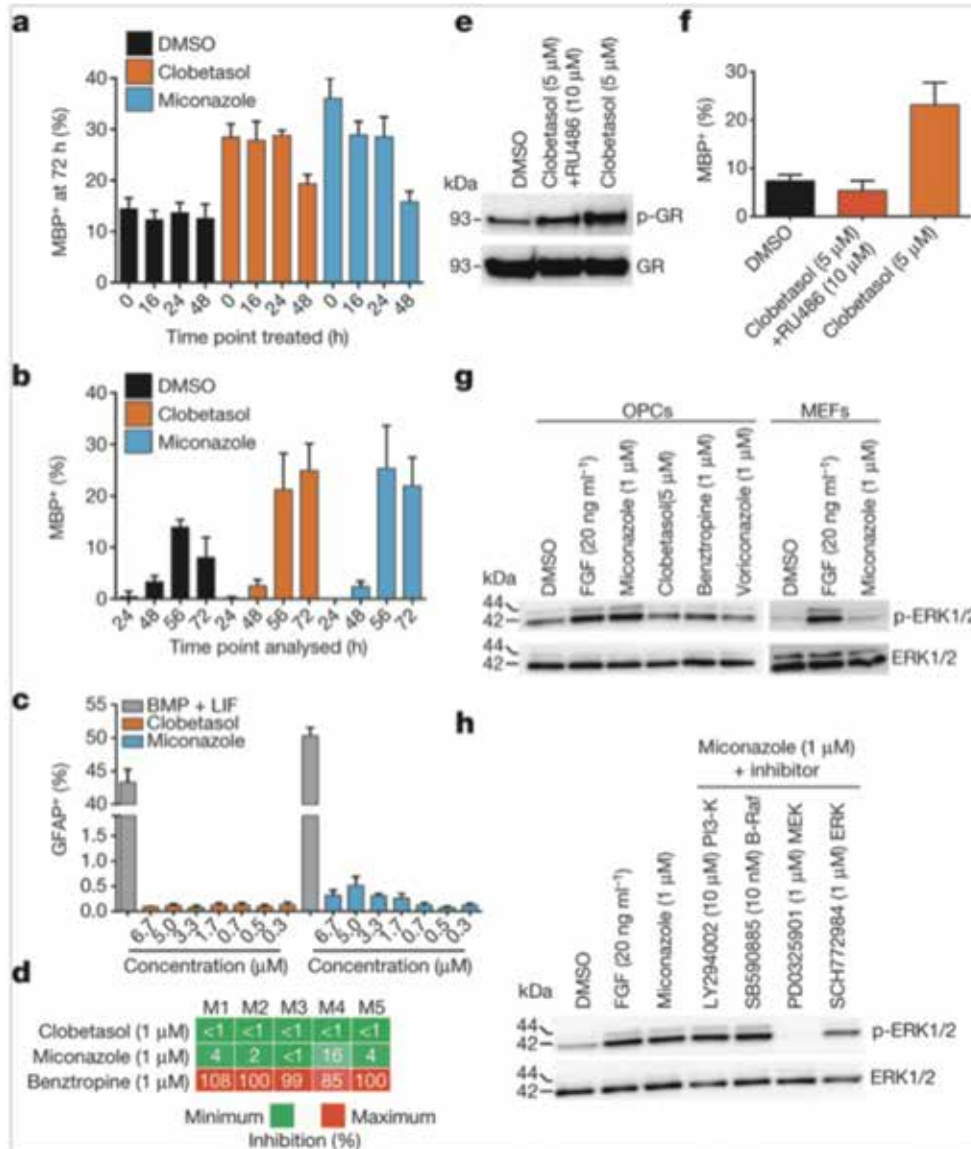 a
DMSO
Clobetasol
Miconazole
MBP⁺ at 72 h (%)
40
30
20
10
0
0 16 24 48 0 16 24 48 0 16 24 48
Time point treated (h)
b
DMSO
Clobetasol
Miconazole
MBP⁺ (%)
40
30
20
10
0
24 48 56 72 24 48 56 72 24 48 56 72
Time point analysed (h)
c
BMP + LIF
Clobetasol
Miconazole
GFAP⁺ (%)
55
50
45
40
1.5
1.0
0.5
0.0
6.7 5.0 3.3 1.7 0.7 0.5 0.3 6.7 5.0 3.3 1.7 0.7 0.5 0.3
Concentration (μM) Concentration (μM)
d
M1 M2 M3 M4 M5
Clobetasol (1 μM) <1 <1 <1 <1 <1
Miconazole (1 μM) 4 2 <1 16 4
Benztropine (1 μM) 108 100 99 85 100
Minimum Maximum
Inhibition (%)
e
DMSO
Clobetasol (5 μM)
+RU486 (10 μM)
Clobetasol (5 μM)
kDa
93 p-GR
93 GR
f
MBP⁺ (%)
30
20
10
0
DMSO
Clobetasol (5 μM)
+RU486 (10 μM)
Clobetasol (5 μM)
g
OPCs MEFs
DMSO
FGF (20 ng ml⁻¹)
Miconazole (1 μM)
Clobetasol(5 μM)
Benztropine (1 μM)
Voriconazole (1 μM)
DMSO
FGF (20 ng ml⁻¹)
Miconazole (1 μM)
kDa
44
42 p-ERK1/2
44
42 ERK1/2
h
Miconazole (1 μM)
+ inhibitor
DMSO
FGF (20 ng ml⁻¹)
Miconazole (1 μM)
LY294002 (10 μM) PI3-K
SB590885 (10 nM) B-Raf
PD0325901 (1 μM) MEK
SCH772984 (1 μM) ERK
kDa
44
42 p-ERK1/2
44
42 ERK1/2